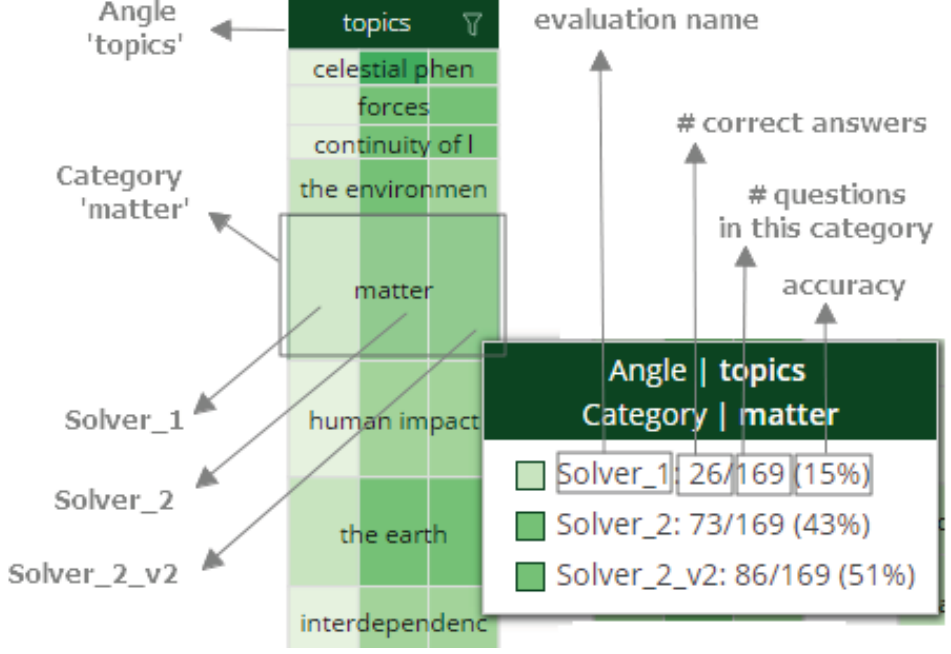 Angle
'topics'
topics
evaluation name
celestial phen
forces
# correct answers
continuity of l
Category
'matter'
the environmen
# questions
in this category
matter
accuracy
Angle | topics
Category | matter
Solver_1
human impact
Solver_1: 26/169 (15%)
Solver_2
Solver_2: 73/169 (43%)
the earth
Solver_2_v2
Solver_2_v2: 86/169 (51%)
interdependenc